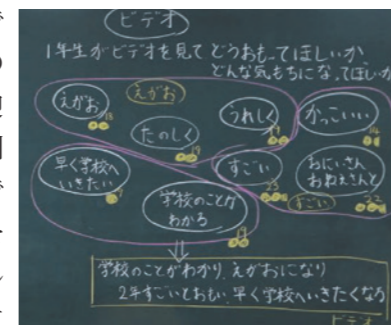 ビデオ
1年生がビデオを見て どうおもってほしいか、
どんな気もちになってほしいか
えがお
えがお
18
うれしく
19
かっこいい
14
たのしく
19
早く学校へ
いきたい
すごい
23
おにいさん
おねえさんと
すごい
22
学校のことが
わかる
学校のことがわかり、えがおになり
2年すごいとおもい、早く学校へいきたくなる
ビデオ